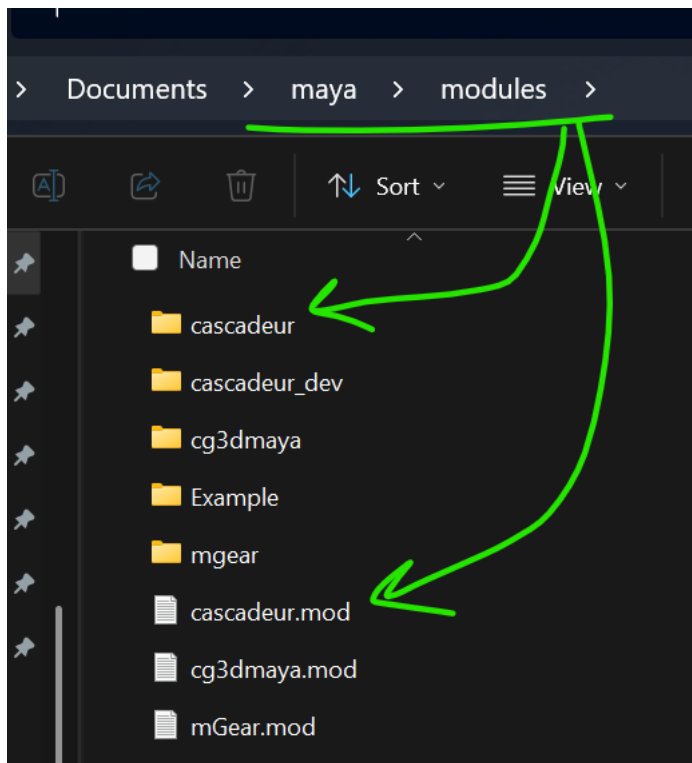 Documents > maya > modules >
Sort View
Name
cascadeur
cascadeur_dev
cg3dmaya
Example
mgear
cascadeur.mod
cg3dmaya.mod
mGear.mod